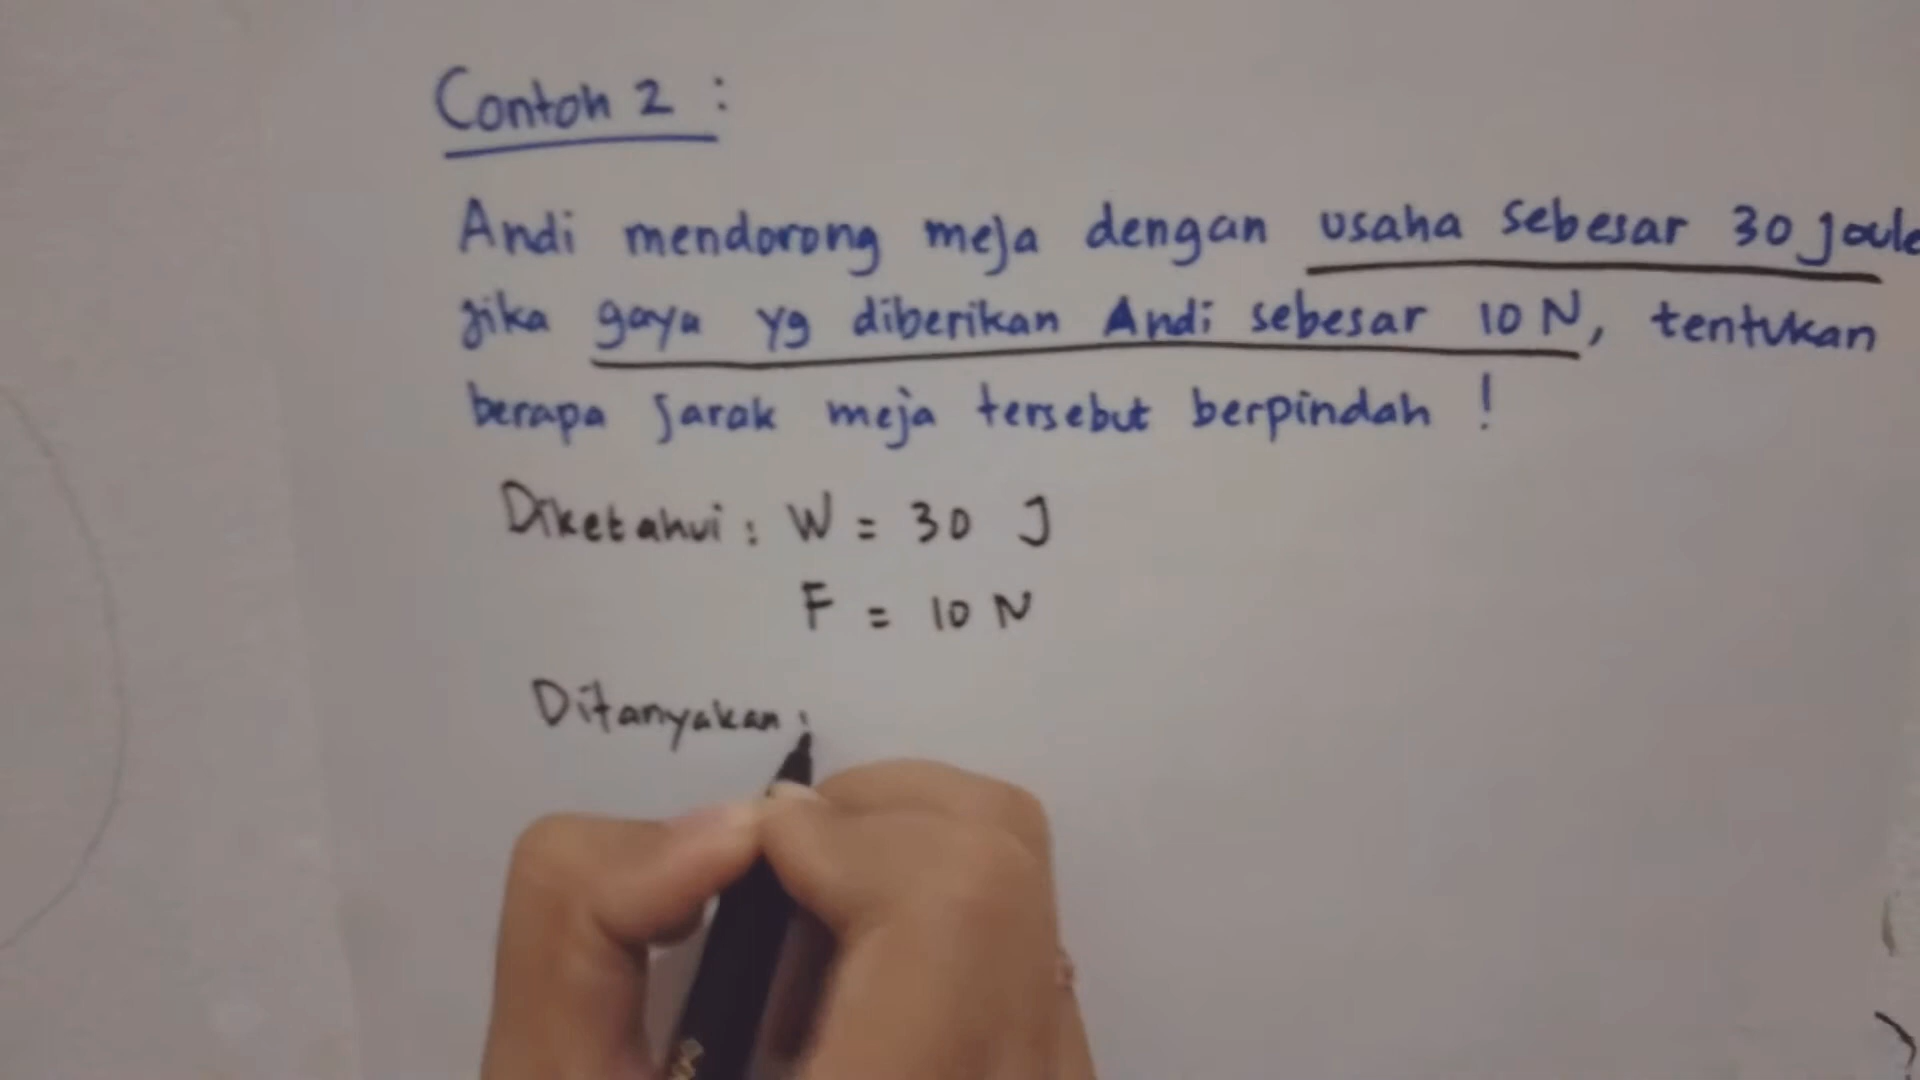 Contoh 2 :
Andi mendorong meja dengan usaha sebesar 30 Joule
jika gaya yg diberikan Andi sebesar 10 N, tentukan
berapa jarak meja tersebut berpindah !
Diketahui : W = 30 J
F = 10 N
Ditanyakan :